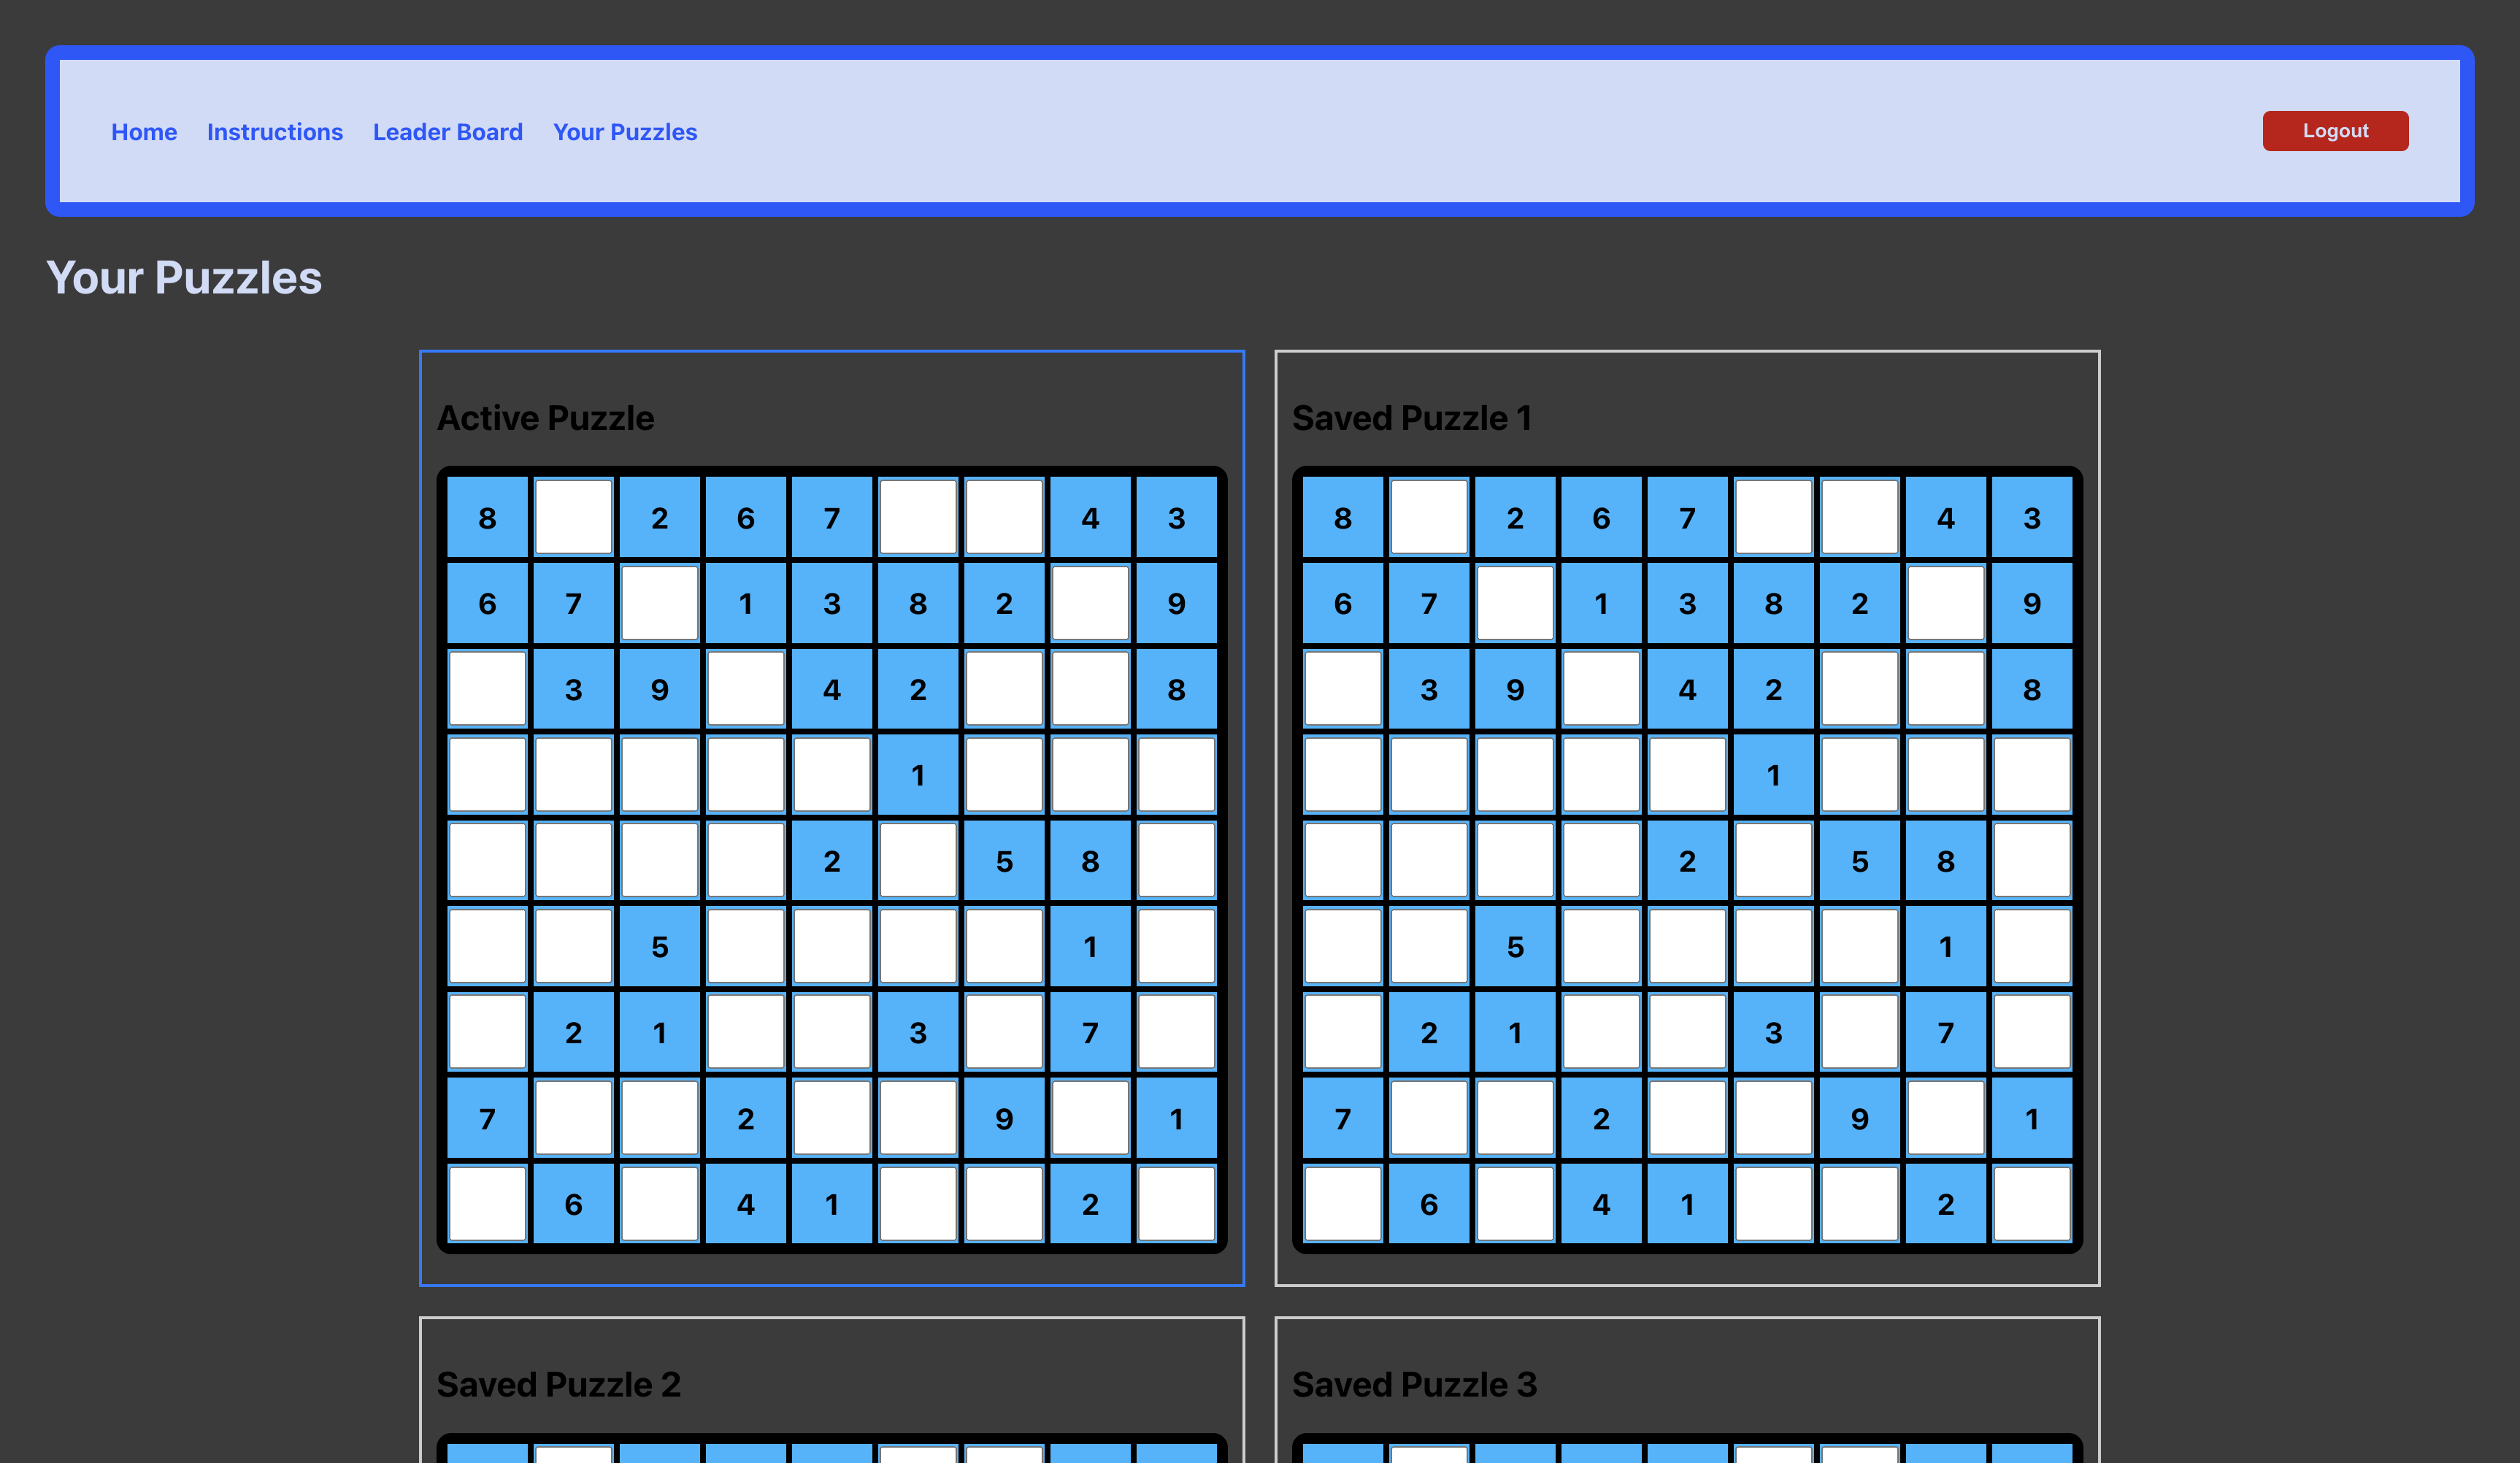 Home Instructions Leader Board Your Puzzles Logout
Your Puzzles
Active Puzzle
8 2 6 7 4 3
6 7 1 3 8 2 9
3 9 4 2 8
1
2 5 8
5 1
2 1 3 7
7 2 9 1
6 4 1 2
Saved Puzzle 1
8 2 6 7 4 3
6 7 1 3 8 2 9
3 9 4 2 8
1
2 5 8
5 1
2 1 3 7
7 2 9 1
6 4 1 2
Saved Puzzle 2
Saved Puzzle 3